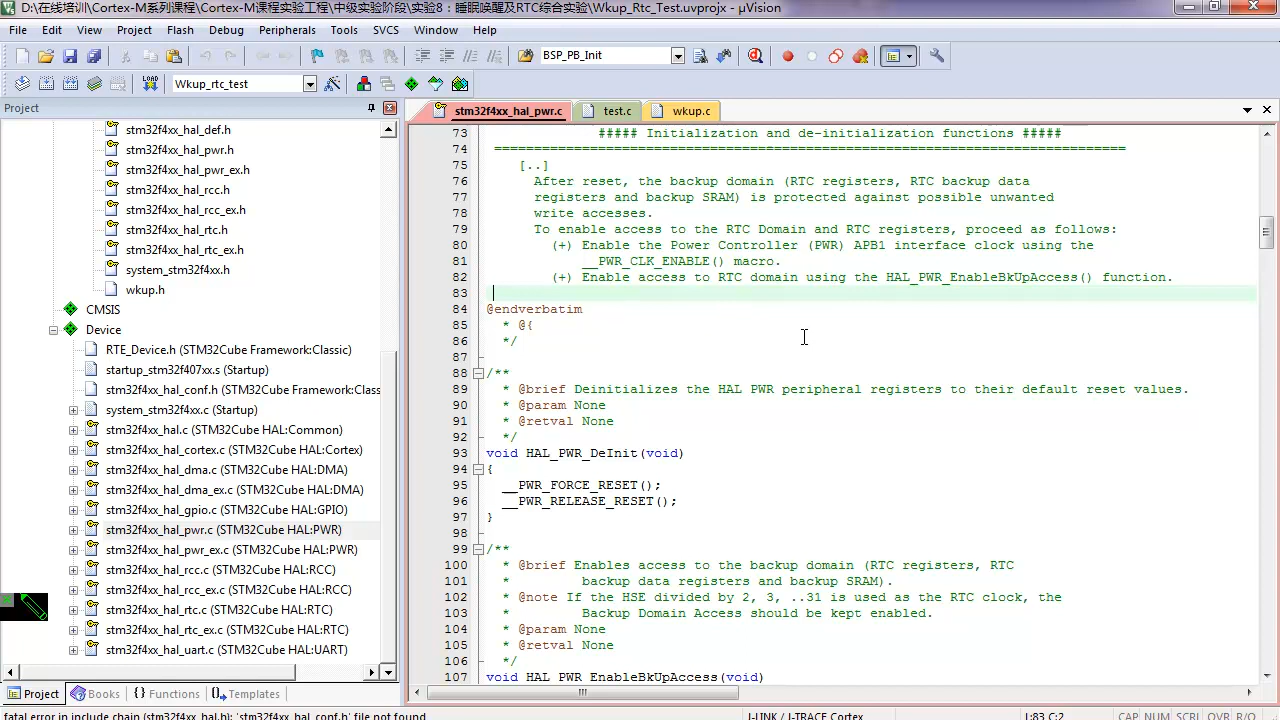 D:\在线培训\Cortex-M系列课程\Cortex-M课程实验工程\中级实验阶段\实验8：睡眠唤醒及RTC综合实验\Wkup_Rtc_Test.uvprojx - µVision
File Edit View Project Flash Debug Peripherals Tools SVCS Window Help
BSP_PB_Init
LOAD Wkup_rtc_test
Project
stm32f4xx_hal_pwr.c test.c wkup.c
stm32f4xx_hal_def.h
stm32f4xx_hal_pwr.h
stm32f4xx_hal_pwr_ex.h
stm32f4xx_hal_rcc.h
stm32f4xx_hal_rcc_ex.h
stm32f4xx_hal_rtc.h
stm32f4xx_hal_rtc_ex.h
system_stm32f4xx.h
wkup.h
CMSIS
Device
RTE_Device.h (STM32Cube Framework:Classic)
startup_stm32f407xx.s (Startup)
stm32f4xx_hal_conf.h (STM32Cube Framework:Class
system_stm32f4xx.c (Startup)
stm32f4xx_hal.c (STM32Cube HAL:Common)
stm32f4xx_hal_cortex.c (STM32Cube HAL:Cortex)
stm32f4xx_hal_dma.c (STM32Cube HAL:DMA)
stm32f4xx_hal_dma_ex.c (STM32Cube HAL:DMA)
stm32f4xx_hal_gpio.c (STM32Cube HAL:GPIO)
stm32f4xx_hal_pwr.c (STM32Cube HAL:PWR)
stm32f4xx_hal_pwr_ex.c (STM32Cube HAL:PWR)
stm32f4xx_hal_rcc.c (STM32Cube HAL:RCC)
stm32f4xx_hal_rcc_ex.c (STM32Cube HAL:RCC)
stm32f4xx_hal_rtc.c (STM32Cube HAL:RTC)
stm32f4xx_hal_rtc_ex.c (STM32Cube HAL:RTC)
stm32f4xx_hal_uart.c (STM32Cube HAL:UART)
Project Books {} Functions Templates
73 ##### Initialization and de-initialization functions #####
74 ===============================================================================
75 [..]
76 After reset, the backup domain (RTC registers, RTC backup data
77 registers and backup SRAM) is protected against possible unwanted
78 write accesses.
79 To enable access to the RTC Domain and RTC registers, proceed as follows:
80 (+) Enable the Power Controller (PWR) APB1 interface clock using the
81 __PWR_CLK_ENABLE() macro.
82 (+) Enable access to RTC domain using the HAL_PWR_EnableBkUpAccess() function.
83
84 @endverbatim
85 * @{
86 */
87
88 /**
89 * @brief Deinitializes the HAL PWR peripheral registers to their default reset values.
90 * @param None
91 * @retval None
92 */
93 void HAL_PWR_DeInit(void)
94 {
95 __PWR_FORCE_RESET();
96 __PWR_RELEASE_RESET();
97 }
98
99 /**
100 * @brief Enables access to the backup domain (RTC registers, RTC
101 * backup data registers and backup SRAM).
102 * @note If the HSE divided by 2, 3, ..31 is used as the RTC clock, the
103 * Backup Domain Access should be kept enabled.
104 * @param None
105 * @retval None
106 */
107 void HAL_PWR_EnableBkUpAccess(void)
fatal error in include chain (stm32f4xx_hal.h): 'stm32f4xx_hal_conf.h' file not found
J-LINK / J-TRACE Cortex L:83 C:2 CAP NUM SCRL OVR R/O